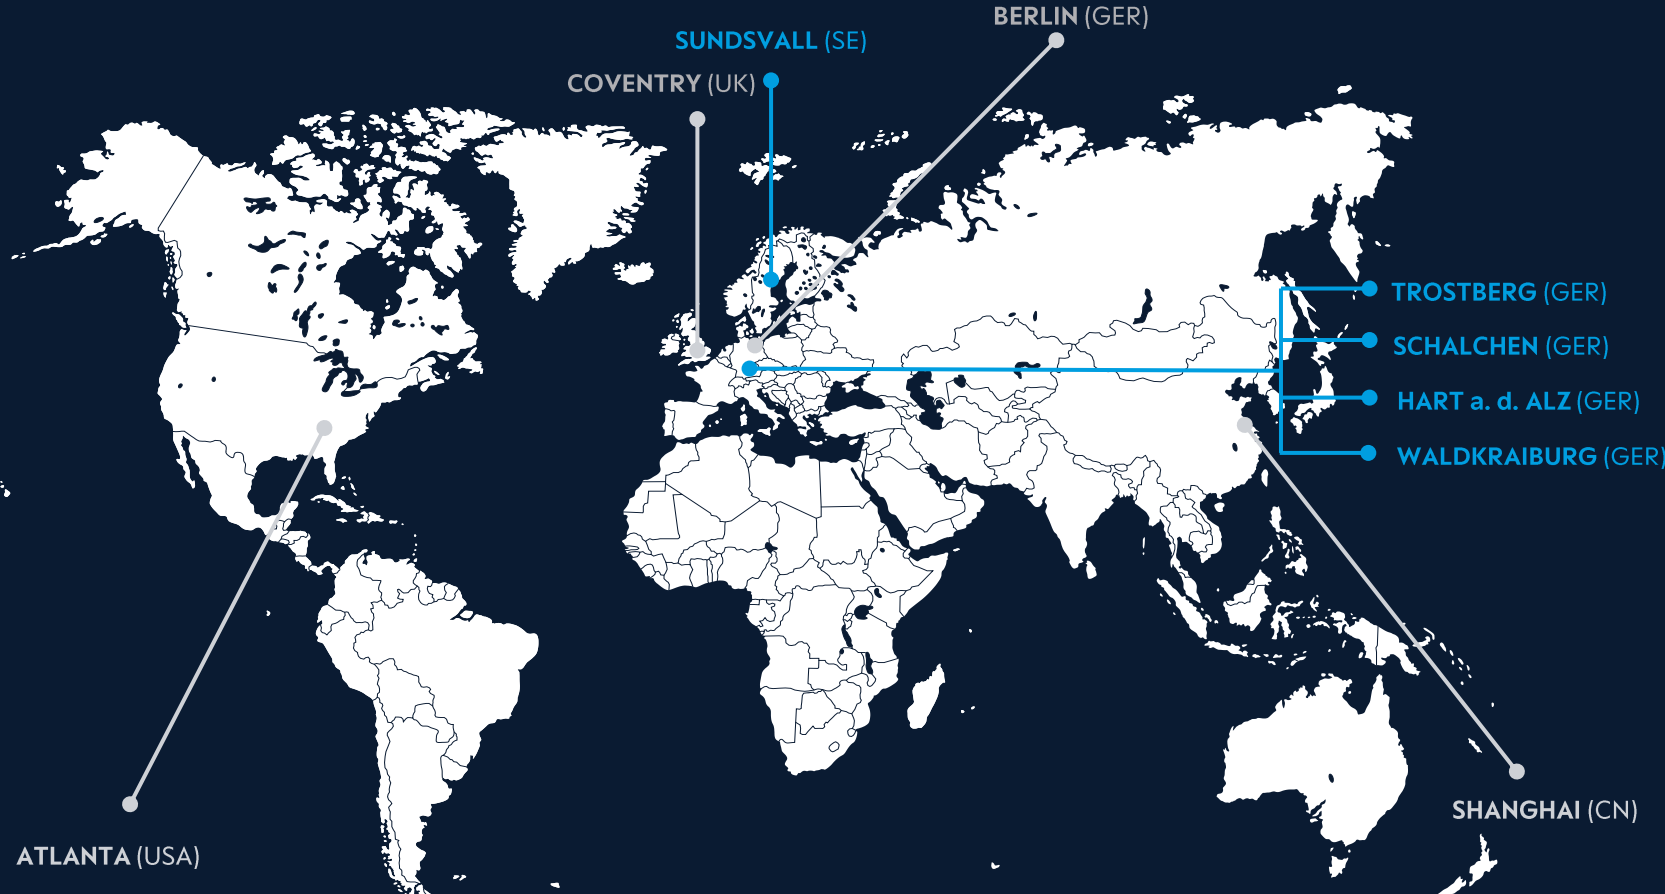 BERLIN (GER)
SUNDSVALL (SE)
COVENTRY (UK)
TROSTBERG (GER)
SCHALCHEN (GER)
HART a. d. ALZ (GER)
WALDKRAIBURG (GER)
SHANGHAI (CN)
ATLANTA (USA)